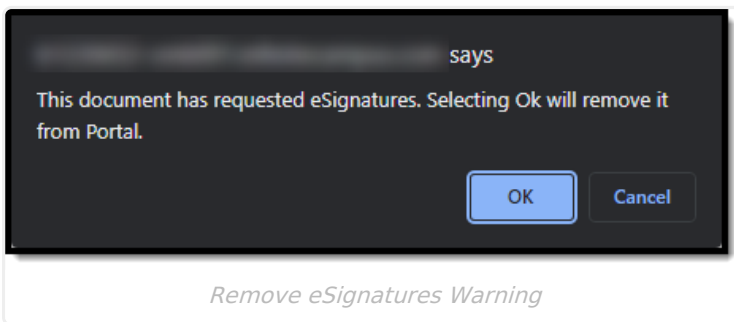 says
This document has requested eSignatures. Selecting Ok will remove it
from Portal.
OK Cancel
Remove eSignatures Warning